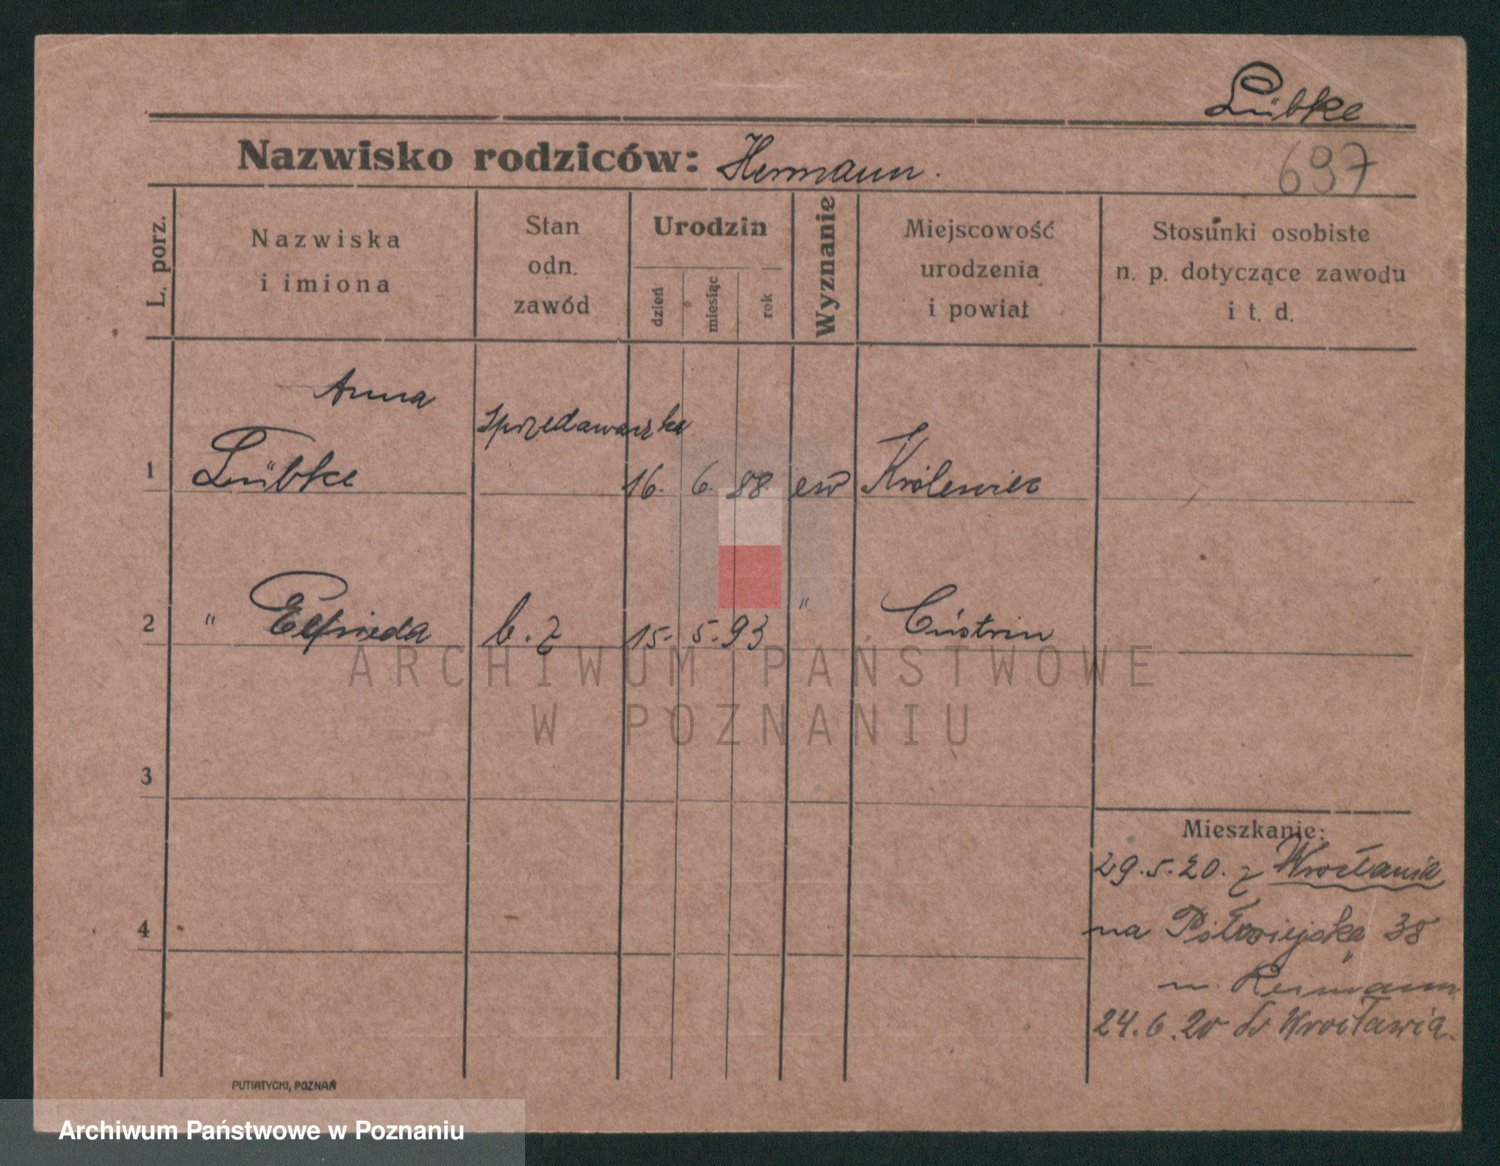 Lübke
Nazwisko rodziców: Hermann.
697
L. porz.
Nazwiska
i imiona
Stan
odn.
zawód
Urodzin
dzień
miesiąc
rok
Wyznanie
Miejscowość
urodzenia
i powiat
Stosunki osobiste
n. p. dotyczące zawodu
i t. d.
Anna
sprzedawaczka
1 Lübke 16. 6. 88. ew Królewiec
2 " Elfrieda b. z 15. 5. 93 " Cüstrin
ARCHIWUM PAŃSTWOWE
W POZNANIU
3
Mieszkanie:
29.5.20. z Wrocławia
4
na Półwiejską 38
u. Reimann
24.6.20 do Wrocławia.
PUTIATYCKI, POZNAŃ
Archiwum Państwowe w Poznaniu